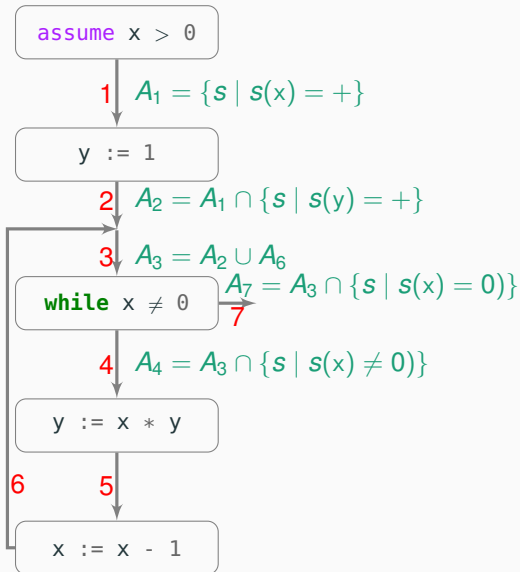 assume x > 0
1 A₁ = {s | s(x) = +}
y := 1
2 A₂ = A₁ ∩ {s | s(y) = +}
3 A₃ = A₂ ∪ A₆
A₇ = A₃ ∩ {s | s(x) = 0)}
while x ≠ 0
7
4 A₄ = A₃ ∩ {s | s(x) ≠ 0)}
y := x * y
6
5
x := x - 1